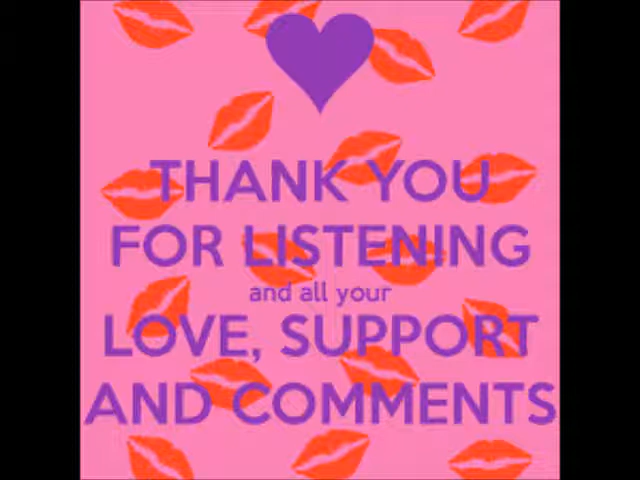 THANK YOU
FOR LISTENING
and all your
LOVE, SUPPORT
AND COMMENTS